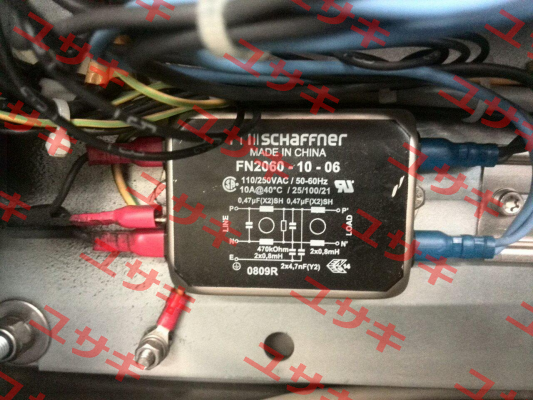 SCHAFFNER
MADE IN CHINA
FN2060 - 10 - 06
110/250VAC / 50-60Hz
10A@40°C / 25/100/21
0,47µF(X2)SH 0,47µF(X2)SH
P P'
LINE LOAD
N N'
470kOhm
E 2x0,8mH 2x0,8mH
2x4,7nF(Y2)
0809R
14
ユサキ